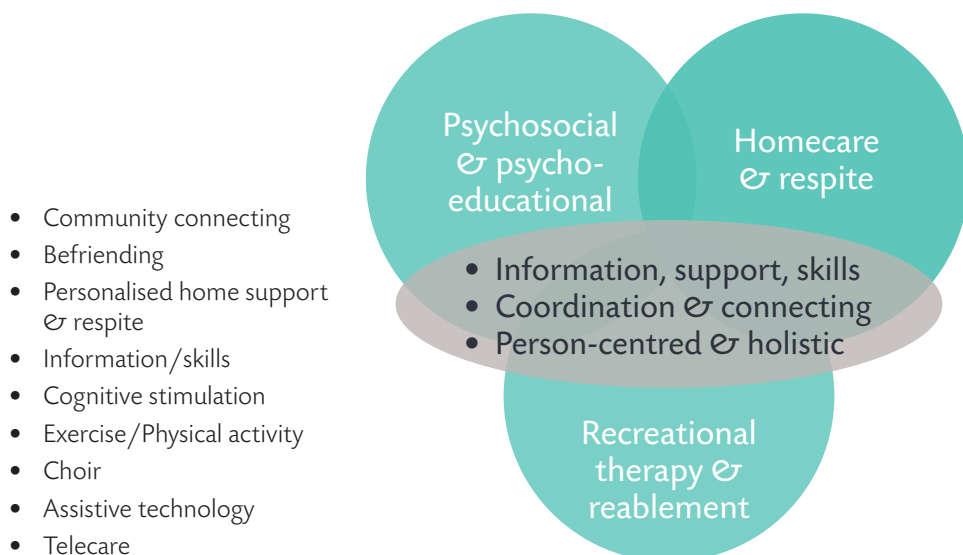 • Community connecting
• Befriending
• Personalised home support
& respite
• Information/skills
• Cognitive stimulation
• Exercise/Physical activity
• Choir
• Assistive technology
• Telecare
Psychosocial
& psycho-
educational
Homecare
& respite
• Information, support, skills
• Coordination & connecting
• Person-centred & holistic
Recreational
therapy &
reablement